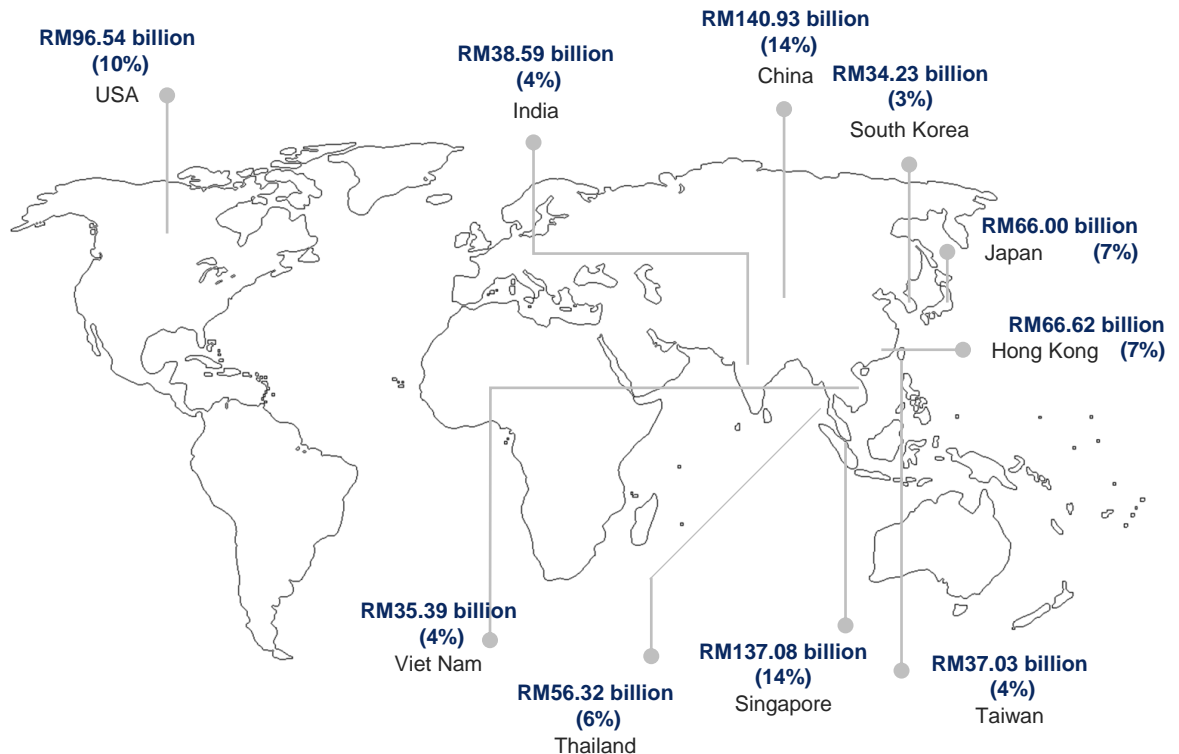 RM96.54 billion
(10%)
USA
RM38.59 billion
(4%)
India
RM140.93 billion
(14%)
China
RM34.23 billion
(3%)
South Korea
RM66.00 billion
Japan (7%)
RM66.62 billion
Hong Kong (7%)
RM35.39 billion
(4%)
Viet Nam
RM56.32 billion
(6%)
Thailand
RM137.08 billion
(14%)
Singapore
RM37.03 billion
(4%)
Taiwan